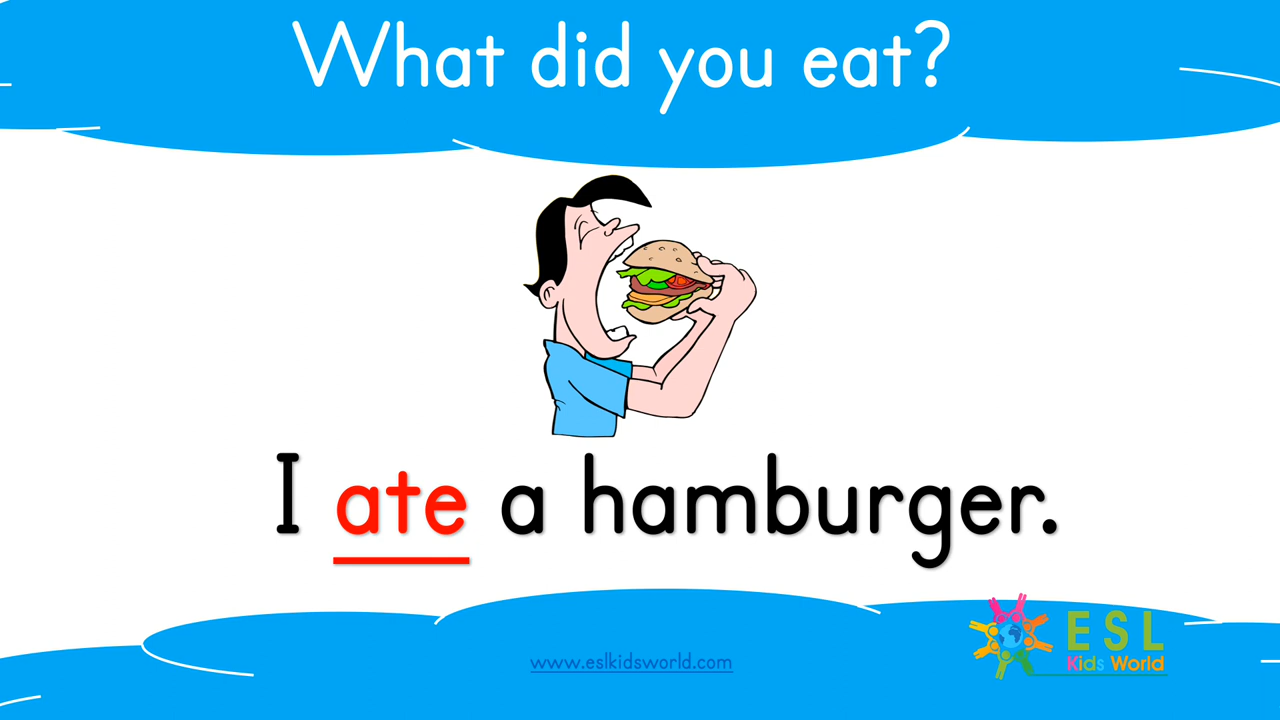 What did you eat?
I ate a hamburger.
www.eslkidsworld.com
ESL
Kids World